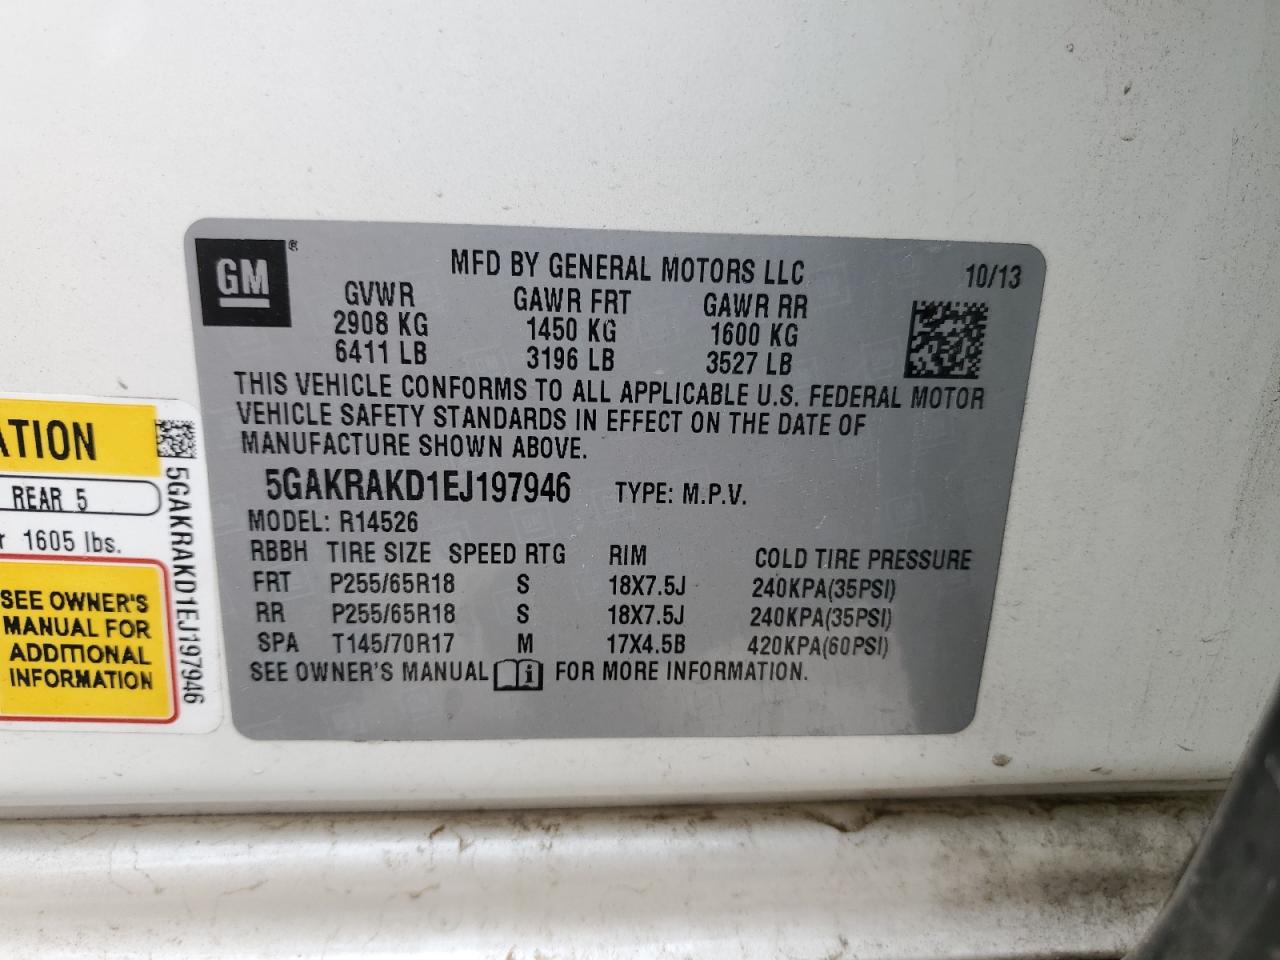 GM ®
MFD BY GENERAL MOTORS LLC 10/13
GVWR GAWR FRT GAWR RR
2908 KG 1450 KG 1600 KG
6411 LB 3196 LB 3527 LB
THIS VEHICLE CONFORMS TO ALL APPLICABLE U.S. FEDERAL MOTOR
VEHICLE SAFETY STANDARDS IN EFFECT ON THE DATE OF
MANUFACTURE SHOWN ABOVE.
5GAKRAKD1EJ197946 TYPE: M.P.V.
MODEL: R14526
RBBH TIRE SIZE SPEED RTG RIM COLD TIRE PRESSURE
FRT P255/65R18 S 18X7.5J 240KPA(35PSI)
RR P255/65R18 S 18X7.5J 240KPA(35PSI)
SPA T145/70R17 M 17X4.5B 420KPA(60PSI)
SEE OWNER'S MANUAL i FOR MORE INFORMATION.
ATION
REAR 5
r 1605 lbs.
SEE OWNER'S
MANUAL FOR
ADDITIONAL
INFORMATION
5GAKRAKD1EJ197946